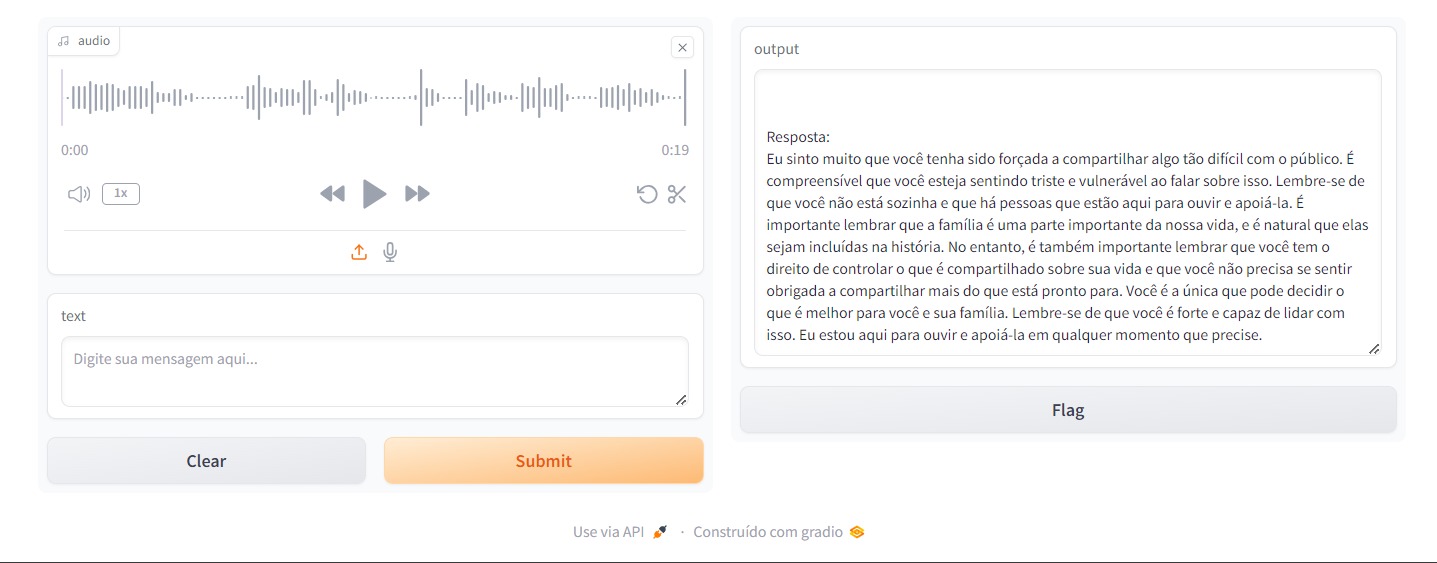 audio
0:00
0:19
1x
text
Digite sua mensagem aqui...
Clear
Submit
output
Resposta:
Eu sinto muito que você tenha sido forçada a compartilhar algo tão difícil com o público. É
compreensível que você esteja sentindo triste e vulnerável ao falar sobre isso. Lembre-se de
que você não está sozinha e que há pessoas que estão aqui para ouvir e apoiá-la. É
importante lembrar que a família é uma parte importante da nossa vida, e é natural que elas
sejam incluídas na história. No entanto, é também importante lembrar que você tem o
direito de controlar o que é compartilhado sobre sua vida e que você não precisa se sentir
obrigada a compartilhar mais do que está pronto para. Você é a única que pode decidir o
que é melhor para você e sua família. Lembre-se de que você é forte e capaz de lidar com
isso. Eu estou aqui para ouvir e apoiá-la em qualquer momento que precise.
Flag
Use via API · Construído com gradio